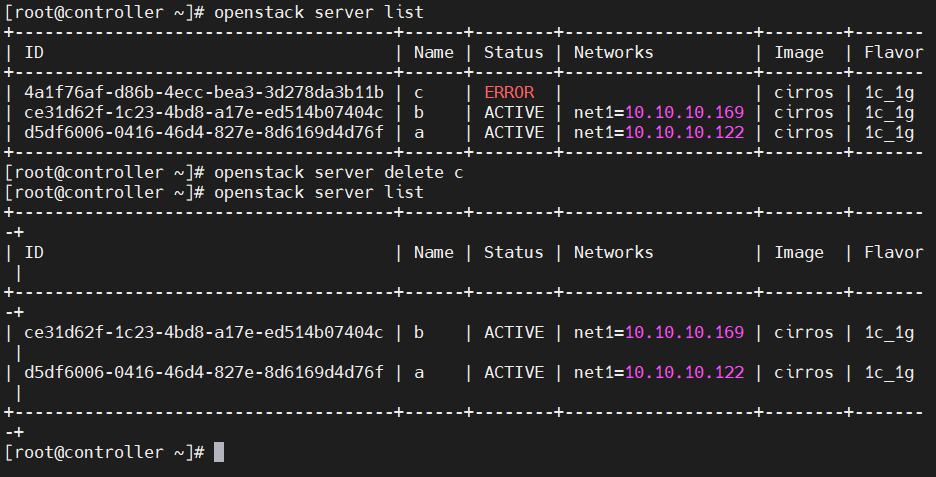 [root@controller ~]# openstack server list
+--------------------------------------+------+--------+-------------------+--------+-------
| ID                                   | Name | Status | Networks          | Image  | Flavor
+--------------------------------------+------+--------+-------------------+--------+-------
| 4a1f76af-d86b-4ecc-bea3-3d278da3b11b | c    | ERROR  |                   | cirros | 1c_1g
| ce31d62f-1c23-4bd8-a17e-ed514b07404c | b    | ACTIVE | net1=10.10.10.169 | cirros | 1c_1g
| d5df6006-0416-46d4-827e-8d6169d4d76f | a    | ACTIVE | net1=10.10.10.122 | cirros | 1c_1g
+--------------------------------------+------+--------+-------------------+--------+-------
[root@controller ~]# openstack server delete c
[root@controller ~]# openstack server list
+--------------------------------------+------+--------+-------------------+--------+-------
-+
| ID                                   | Name | Status | Networks          | Image  | Flavor
 |
+--------------------------------------+------+--------+-------------------+--------+-------
-+
| ce31d62f-1c23-4bd8-a17e-ed514b07404c | b    | ACTIVE | net1=10.10.10.169 | cirros | 1c_1g
 |
| d5df6006-0416-46d4-827e-8d6169d4d76f | a    | ACTIVE | net1=10.10.10.122 | cirros | 1c_1g
 |
+--------------------------------------+------+--------+-------------------+--------+-------
-+
[root@controller ~]#